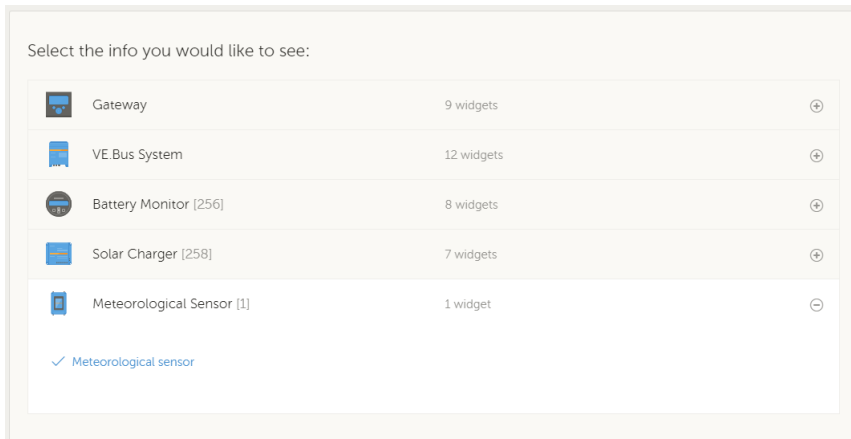 Select the info you would like to see:
Gateway 9 widgets
VE.Bus System 12 widgets
Battery Monitor [256] 8 widgets
Solar Charger [258] 7 widgets
Meteorological Sensor [1] 1 widget
Meteorological sensor